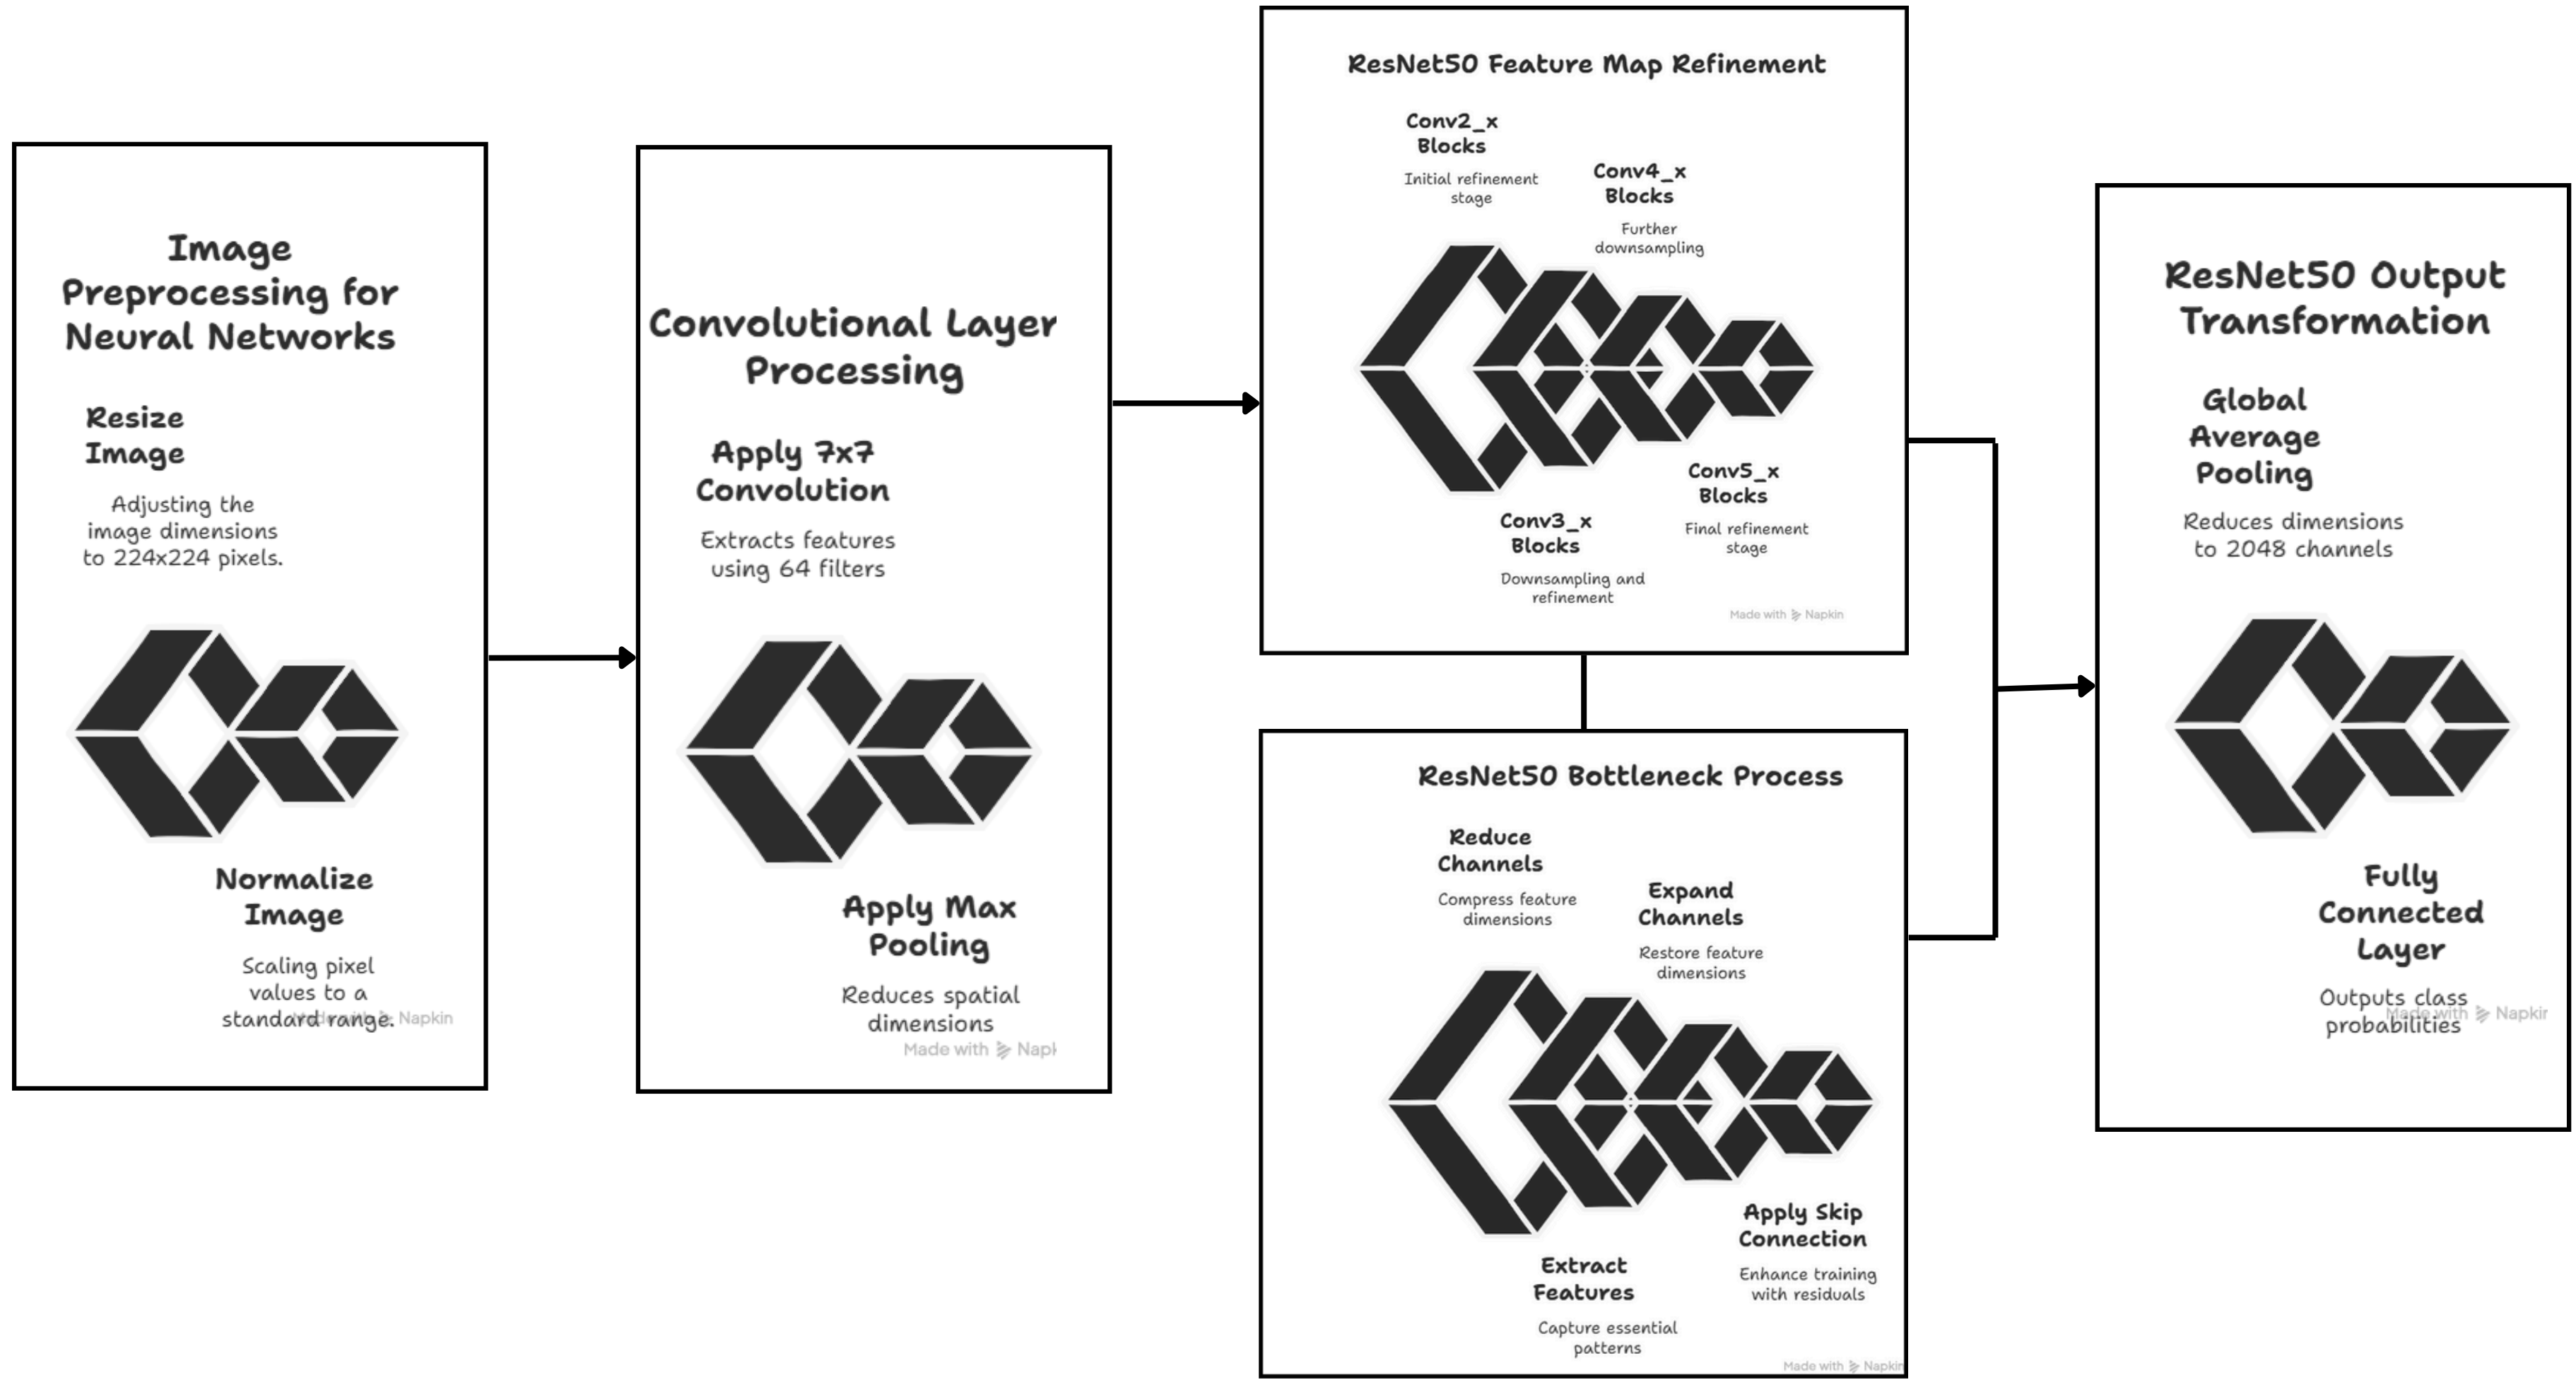 Image
Preprocessing for
Neural Networks
Resize
Image
Adjusting the
image dimensions
to 224x224 pixels.
Normalize
Image
Scaling pixel
values to a
standard range.
Made with Napkin
Convolutional Layer
Processing
Apply 7x7
Convolution
Extracts features
using 64 filters
Apply Max
Pooling
Reduces spatial
dimensions
Made with Napk
ResNet50 Feature Map Refinement
Conv2_x
Blocks
Initial refinement
stage
Conv4_x
Blocks
Further
downsampling
Conv3_x
Blocks
Downsampling and
refinement
Conv5_x
Blocks
Final refinement
stage
Made with Napkin
ResNet50 Bottleneck Process
Reduce
Channels
Compress feature
dimensions
Expand
Channels
Restore feature
dimensions
Extract
Features
Capture essential
patterns
Apply Skip
Connection
Enhance training
with residuals
Made with Napkin
ResNet50 Output
Transformation
Global
Average
Pooling
Reduces dimensions
to 2048 channels
Fully
Connected
Layer
Outputs class
probabilities
Made with Napkin